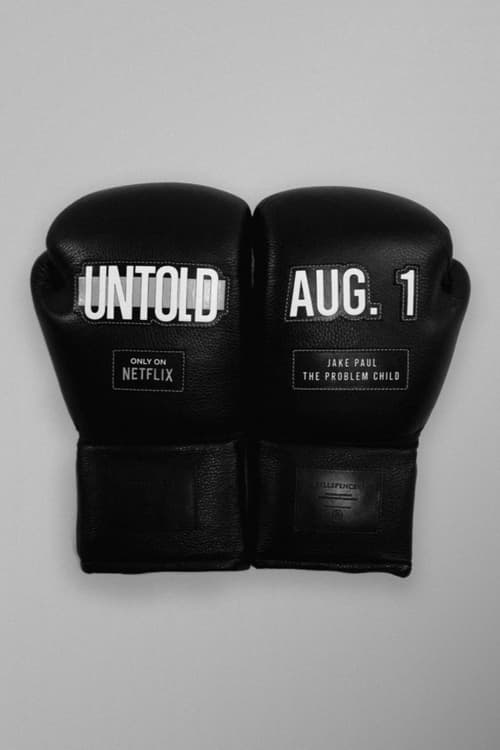 UNTOLD
ONLY ON
NETFLIX
AUG. 1
JAKE PAUL
THE PROBLEM CHILD